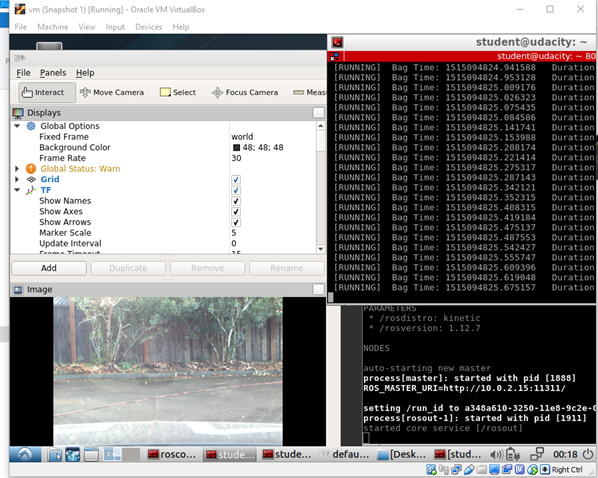 vm (Snapshot 1) [Running] - Oracle VM VirtualBox
File Machine View Input Devices Help
File Panels Help
Interact Move Camera Select Focus Camera Meas
Displays
Global Options
Fixed Frame world
Background Color 48; 48; 48
Frame Rate 30
Global Status: Warn
Grid
TF
Show Names
Show Axes
Show Arrows
Marker Scale 5
Update Interval 0
Frame Timeout 15
Add Duplicate Remove Rename
Image
student@udacity: ~
student@udacity: ~ 80
[RUNNING] Bag Time: 1515094824.941588 Duration
[RUNNING] Bag Time: 1515094824.953128 Duration
[RUNNING] Bag Time: 1515094825.009176 Duration
[RUNNING] Bag Time: 1515094825.026323 Duration
[RUNNING] Bag Time: 1515094825.075435 Duration
[RUNNING] Bag Time: 1515094825.084586 Duration
[RUNNING] Bag Time: 1515094825.141741 Duration
[RUNNING] Bag Time: 1515094825.153988 Duration
[RUNNING] Bag Time: 1515094825.208174 Duration
[RUNNING] Bag Time: 1515094825.221414 Duration
[RUNNING] Bag Time: 1515094825.275317 Duration
[RUNNING] Bag Time: 1515094825.287143 Duration
[RUNNING] Bag Time: 1515094825.342121 Duration
[RUNNING] Bag Time: 1515094825.352315 Duration
[RUNNING] Bag Time: 1515094825.408315 Duration
[RUNNING] Bag Time: 1515094825.419184 Duration
[RUNNING] Bag Time: 1515094825.475137 Duration
[RUNNING] Bag Time: 1515094825.487553 Duration
[RUNNING] Bag Time: 1515094825.542427 Duration
[RUNNING] Bag Time: 1515094825.555747 Duration
[RUNNING] Bag Time: 1515094825.609396 Duration
[RUNNING] Bag Time: 1515094825.619048 Duration
[RUNNING] Bag Time: 1515094825.675157 Duration
PARAMETERS
* /rosdistro: kinetic
* /rosversion: 1.12.7
NODES
auto-starting new master
process[master]: started with pid [1888]
ROS_MASTER_URI=http://10.0.2.15:11311/
setting /run_id to a348a610-3250-11e8-9c2e-0
process[rosout-1]: started with pid [1911]
started core service [/rosout]
rosco... stude... stude... defau... [Desk... [stud... 00:18
Right Ctrl